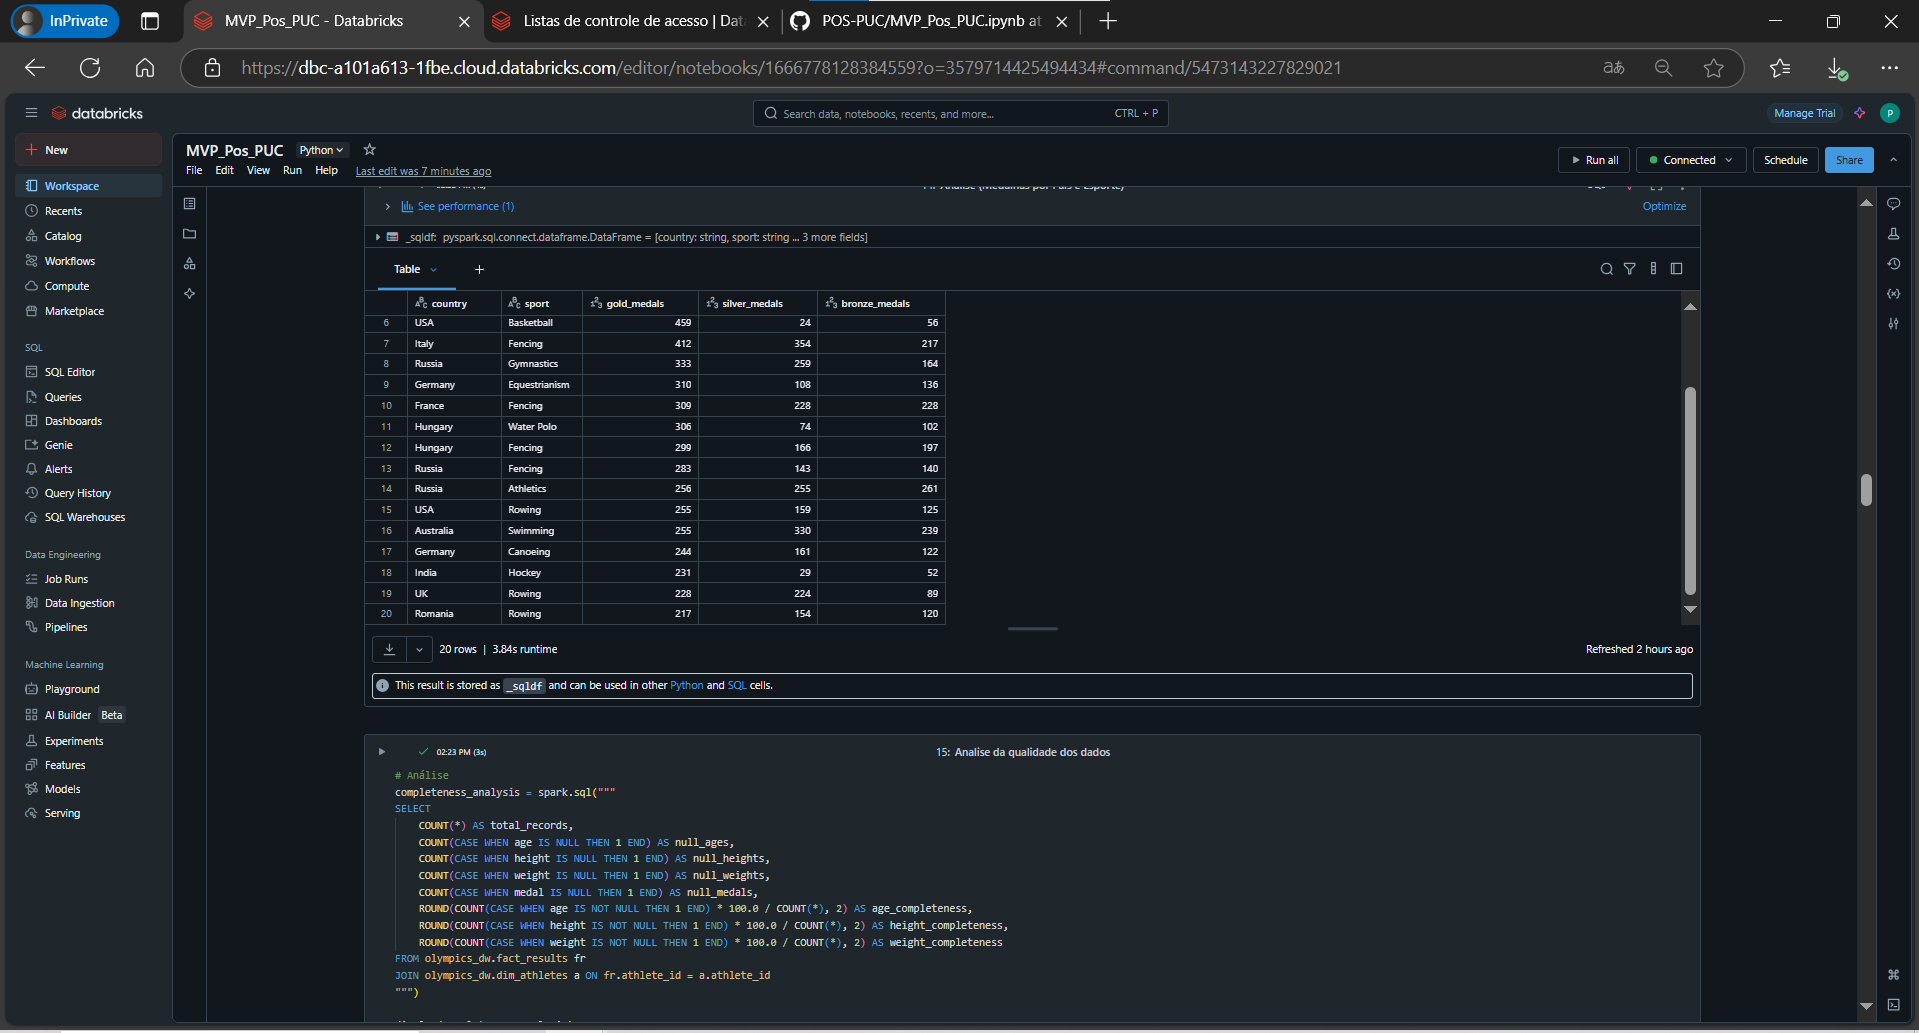 InPrivate
MVP_Pos_PUC - Databricks
Listas de controle de acesso | Dat
POS-PUC/MVP_Pos_PUC.ipynb at
https://dbc-a101a613-1fbe.cloud.databricks.com/editor/notebooks/1666778128384559?o=3579714425494434#command/5473143227829021
databricks
Search data, notebooks, recents, and more...
CTRL + P
Manage Trial
P
New
Workspace
Recents
Catalog
Workflows
Compute
Marketplace
SQL
SQL Editor
Queries
Dashboards
Genie
Alerts
Query History
SQL Warehouses
Data Engineering
Job Runs
Data Ingestion
Pipelines
Machine Learning
Playground
AI Builder Beta
Experiments
Features
Models
Serving
MVP_Pos_PUC Python
File Edit View Run Help Last edit was 7 minutes ago
Run all Connected Schedule Share
See performance (1) Optimize
_sqldf: pyspark.sql.connect.dataframe.DataFrame = [country: string, sport: string ... 3 more fields]
Table +
country sport gold_medals silver_medals bronze_medals
6 USA Basketball 459 24 56
7 Italy Fencing 412 354 217
8 Russia Gymnastics 333 259 164
9 Germany Equestrianism 310 108 136
10 France Fencing 309 228 228
11 Hungary Water Polo 306 74 102
12 Hungary Fencing 299 166 197
13 Russia Fencing 283 143 140
14 Russia Athletics 256 255 261
15 USA Rowing 255 159 125
16 Australia Swimming 255 330 239
17 Germany Canoeing 244 161 122
18 India Hockey 231 29 52
19 UK Rowing 228 224 89
20 Romania Rowing 217 154 120
20 rows | 3.84s runtime
Refreshed 2 hours ago
This result is stored as _sqldf and can be used in other Python and SQL cells.
02:23 PM (3s)
15: Analise da qualidade dos dados
# Análise
completeness_analysis = spark.sql("""
SELECT
COUNT(*) AS total_records,
COUNT(CASE WHEN age IS NULL THEN 1 END) AS null_ages,
COUNT(CASE WHEN height IS NULL THEN 1 END) AS null_heights,
COUNT(CASE WHEN weight IS NULL THEN 1 END) AS null_weights,
COUNT(CASE WHEN medal IS NULL THEN 1 END) AS null_medals,
ROUND(COUNT(CASE WHEN age IS NOT NULL THEN 1 END) * 100.0 / COUNT(*), 2) AS age_completeness,
ROUND(COUNT(CASE WHEN height IS NOT NULL THEN 1 END) * 100.0 / COUNT(*), 2) AS height_completeness,
ROUND(COUNT(CASE WHEN weight IS NOT NULL THEN 1 END) * 100.0 / COUNT(*), 2) AS weight_completeness
FROM olympics_dw.fact_results fr
JOIN olympics_dw.dim_athletes a ON fr.athlete_id = a.athlete_id
""")